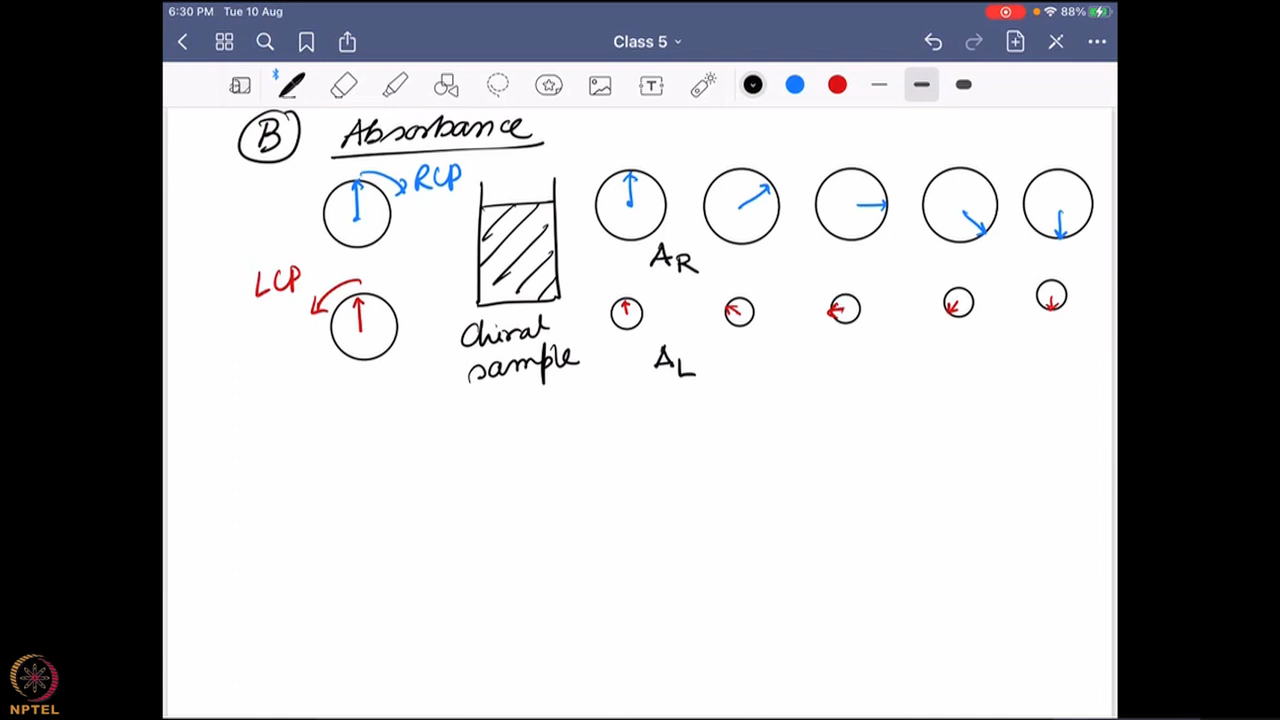 6:30 PM Tue 10 Aug 88%
Class 5
T
B Absorbance
RCP
LCP
AR
Chiral
sample
AL
NPTEL